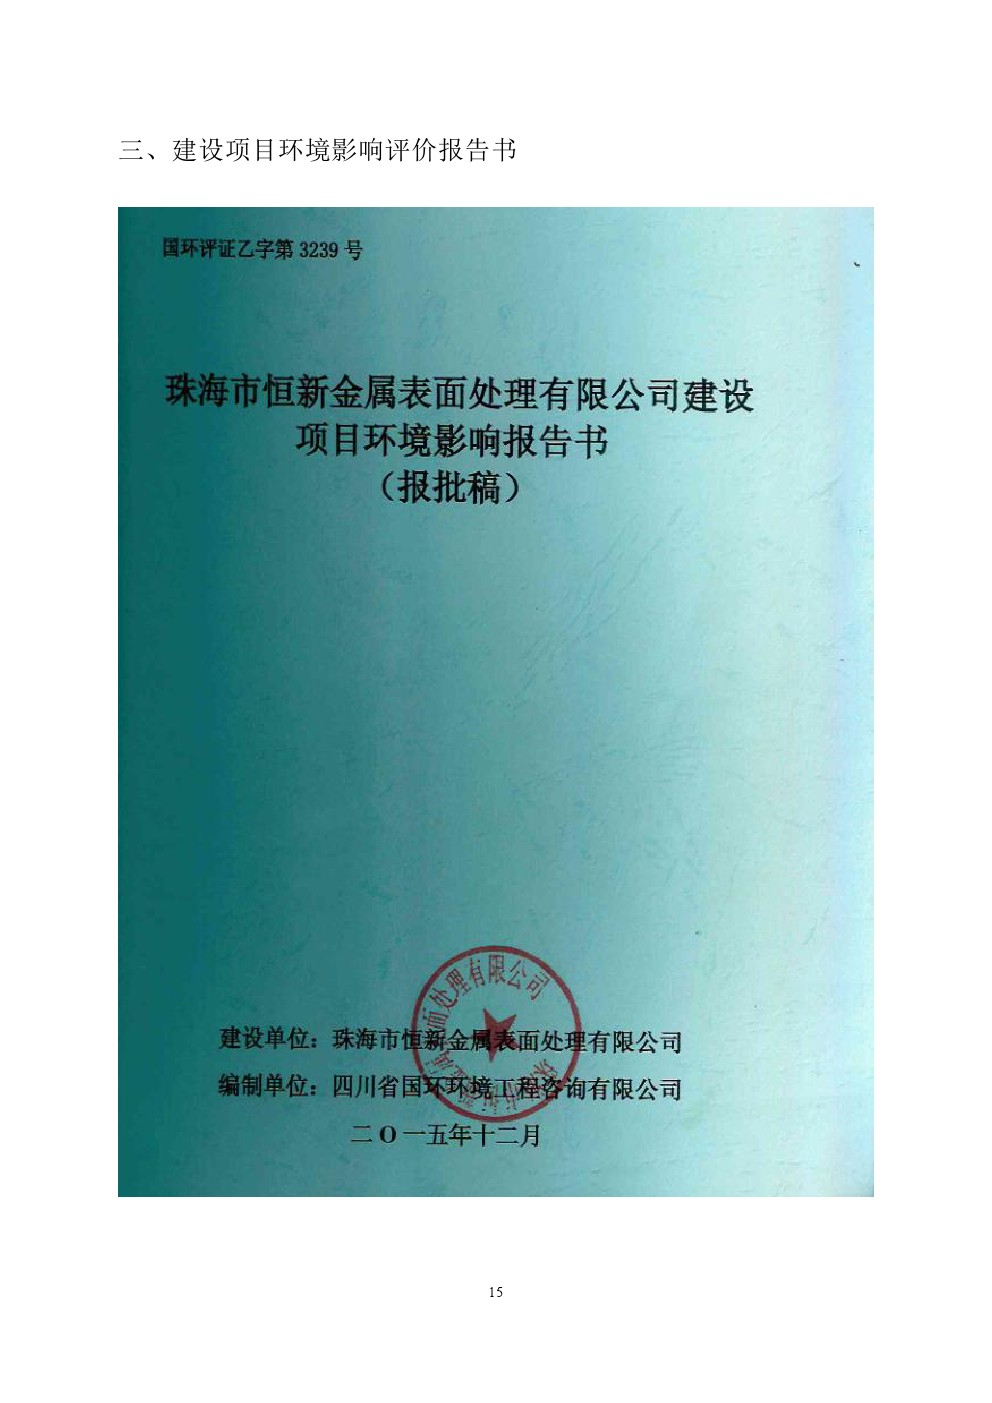 三、建设项目环境影响评价报告书
国环评证乙字第 3239 号
珠海市恒新金属表面处理有限公司建设
项目环境影响报告书
（报批稿）
面处理有限公司
建设单位：珠海市恒新金属表面处理有限公司
编制单位：四川省国环环境工程咨询有限公司
二〇一五年十二月
15